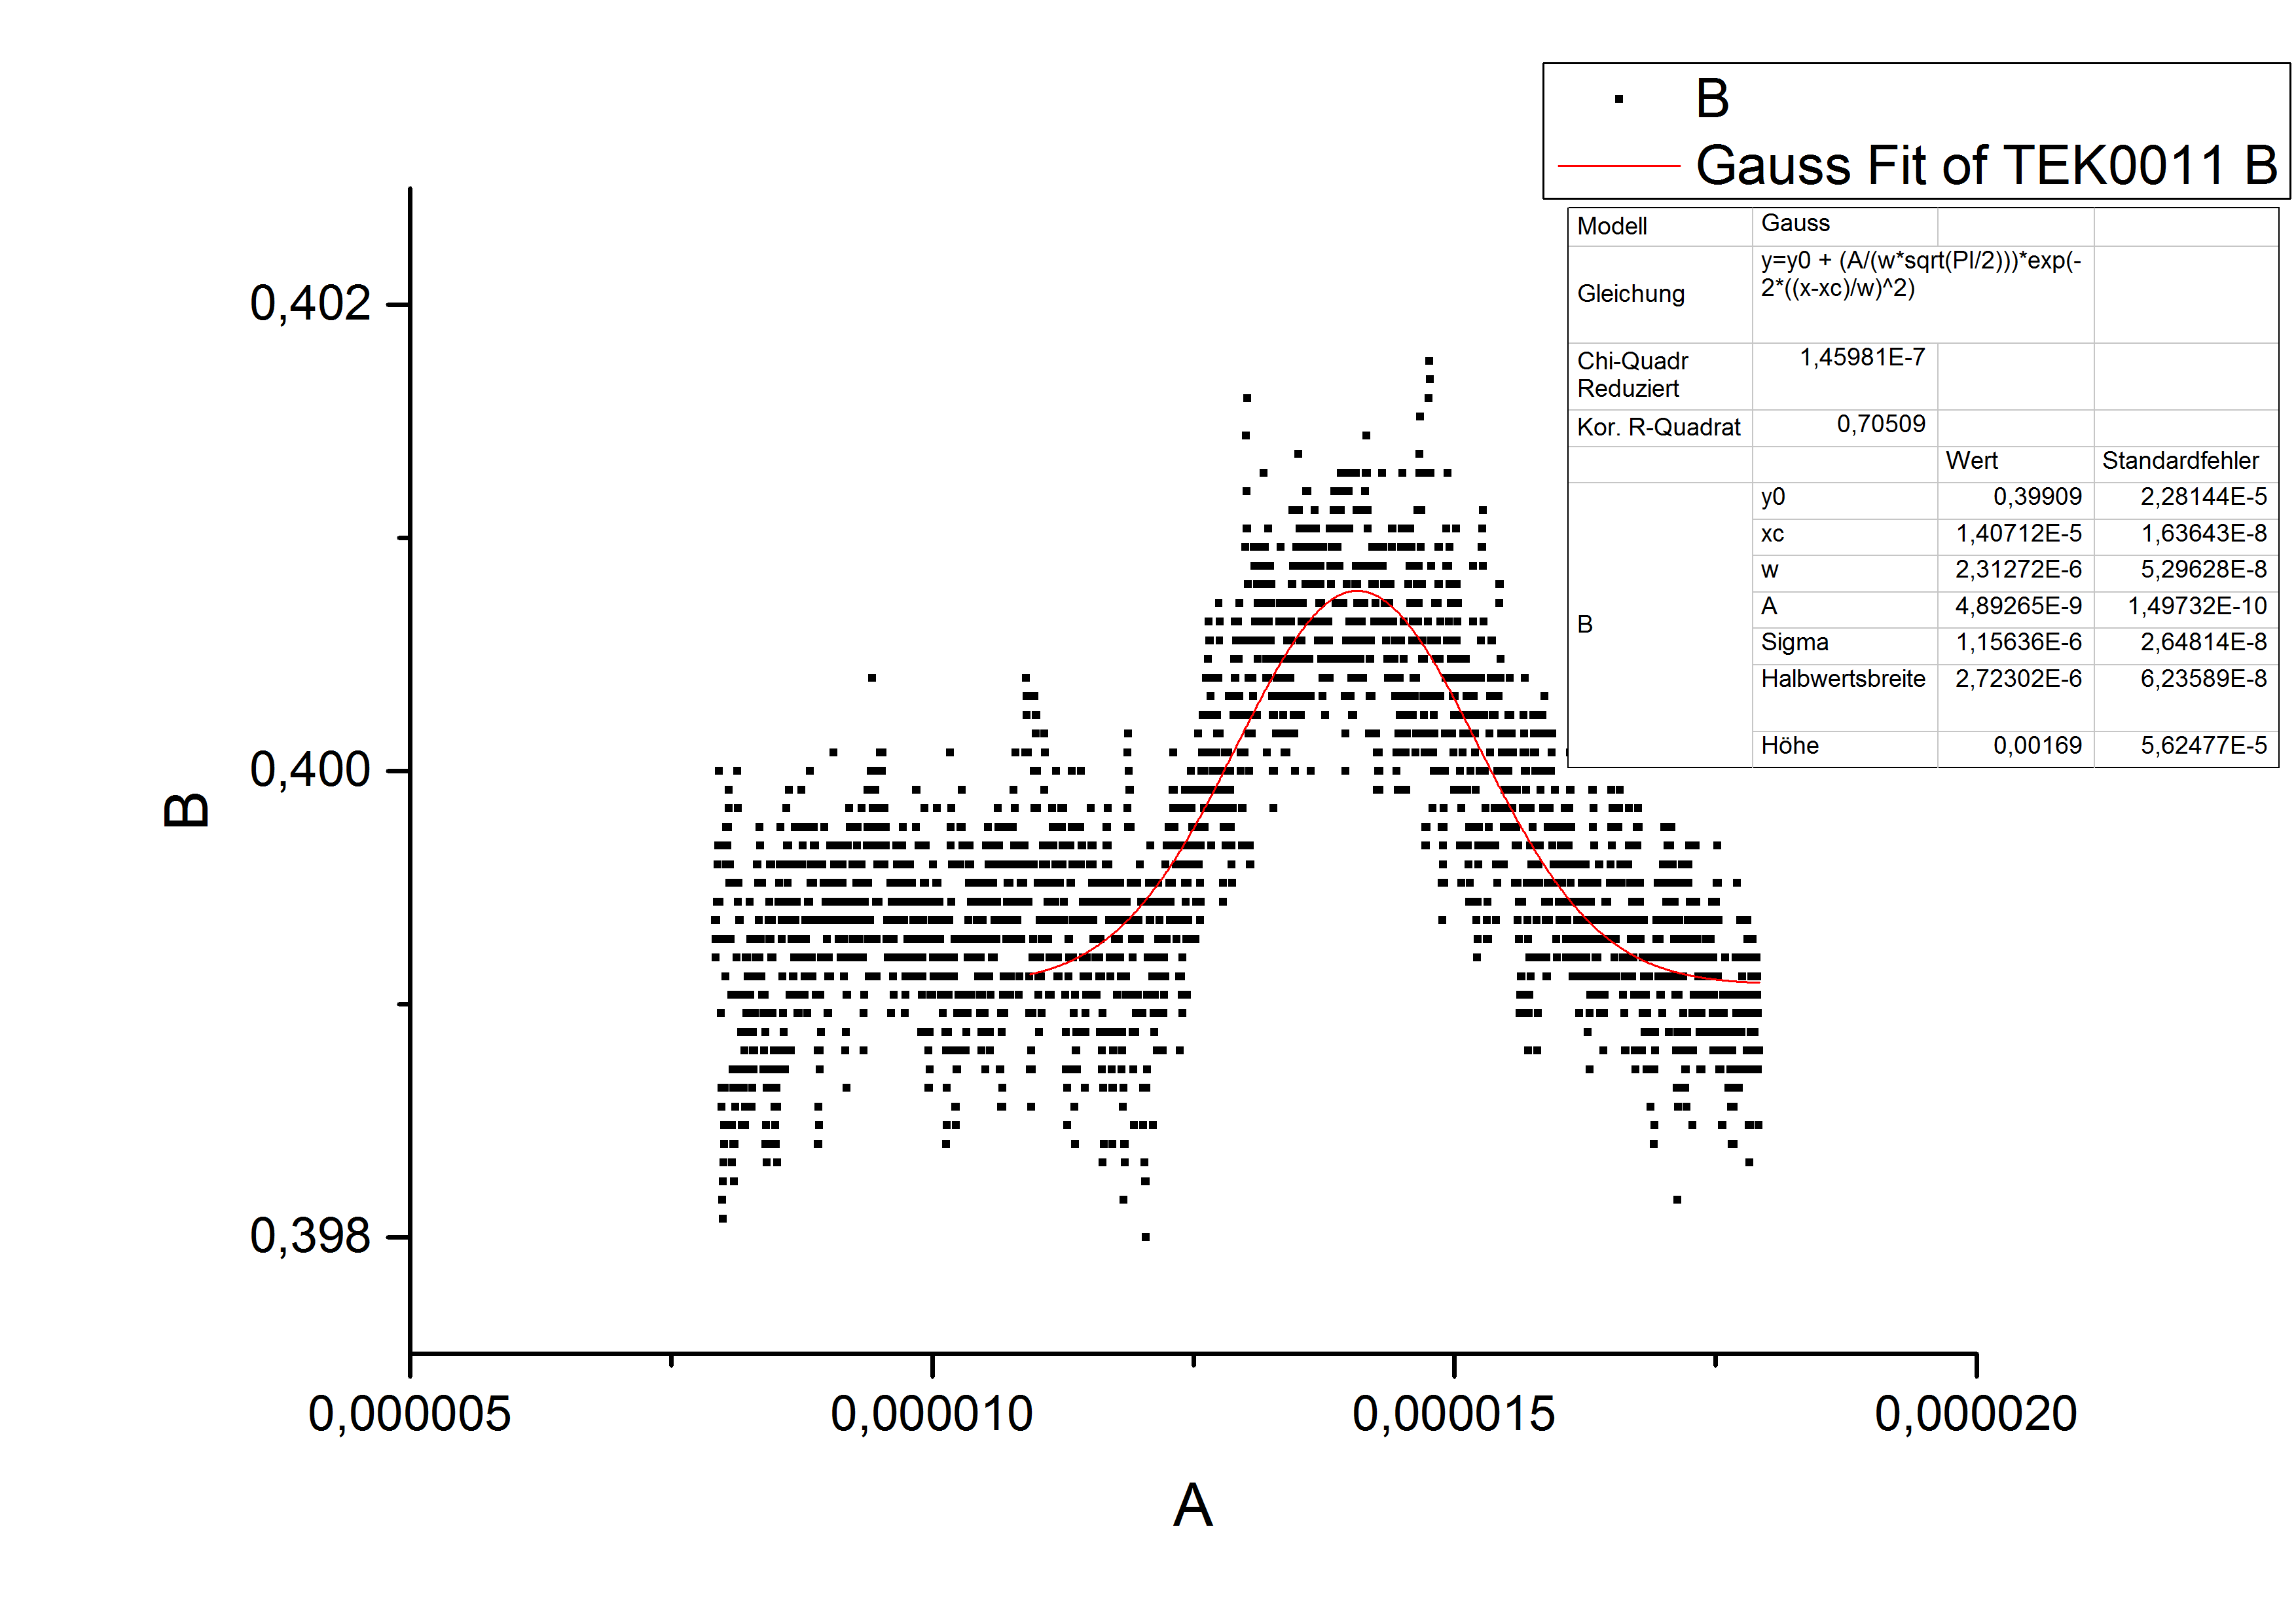 B
Gauss Fit of TEK0011 B
Modell Gauss
Gleichung y=y0 + (A/(w*sqrt(PI/2)))*exp(-
2*((x-xc)/w)^2)
Chi-Quadr
Reduziert 1,45981E-7
Kor. R-Quadrat 0,70509
Wert Standardfehler
B
y0 0,39909 2,28144E-5
xc 1,40712E-5 1,63643E-8
w 2,31272E-6 5,29628E-8
A 4,89265E-9 1,49732E-10
Sigma 1,15636E-6 2,64814E-8
Halbwertsbreite 2,72302E-6 6,23589E-8
Höhe 0,00169 5,62477E-5
0,402
0,400
0,398
B
0,000005 0,000010 0,000015 0,000020
A